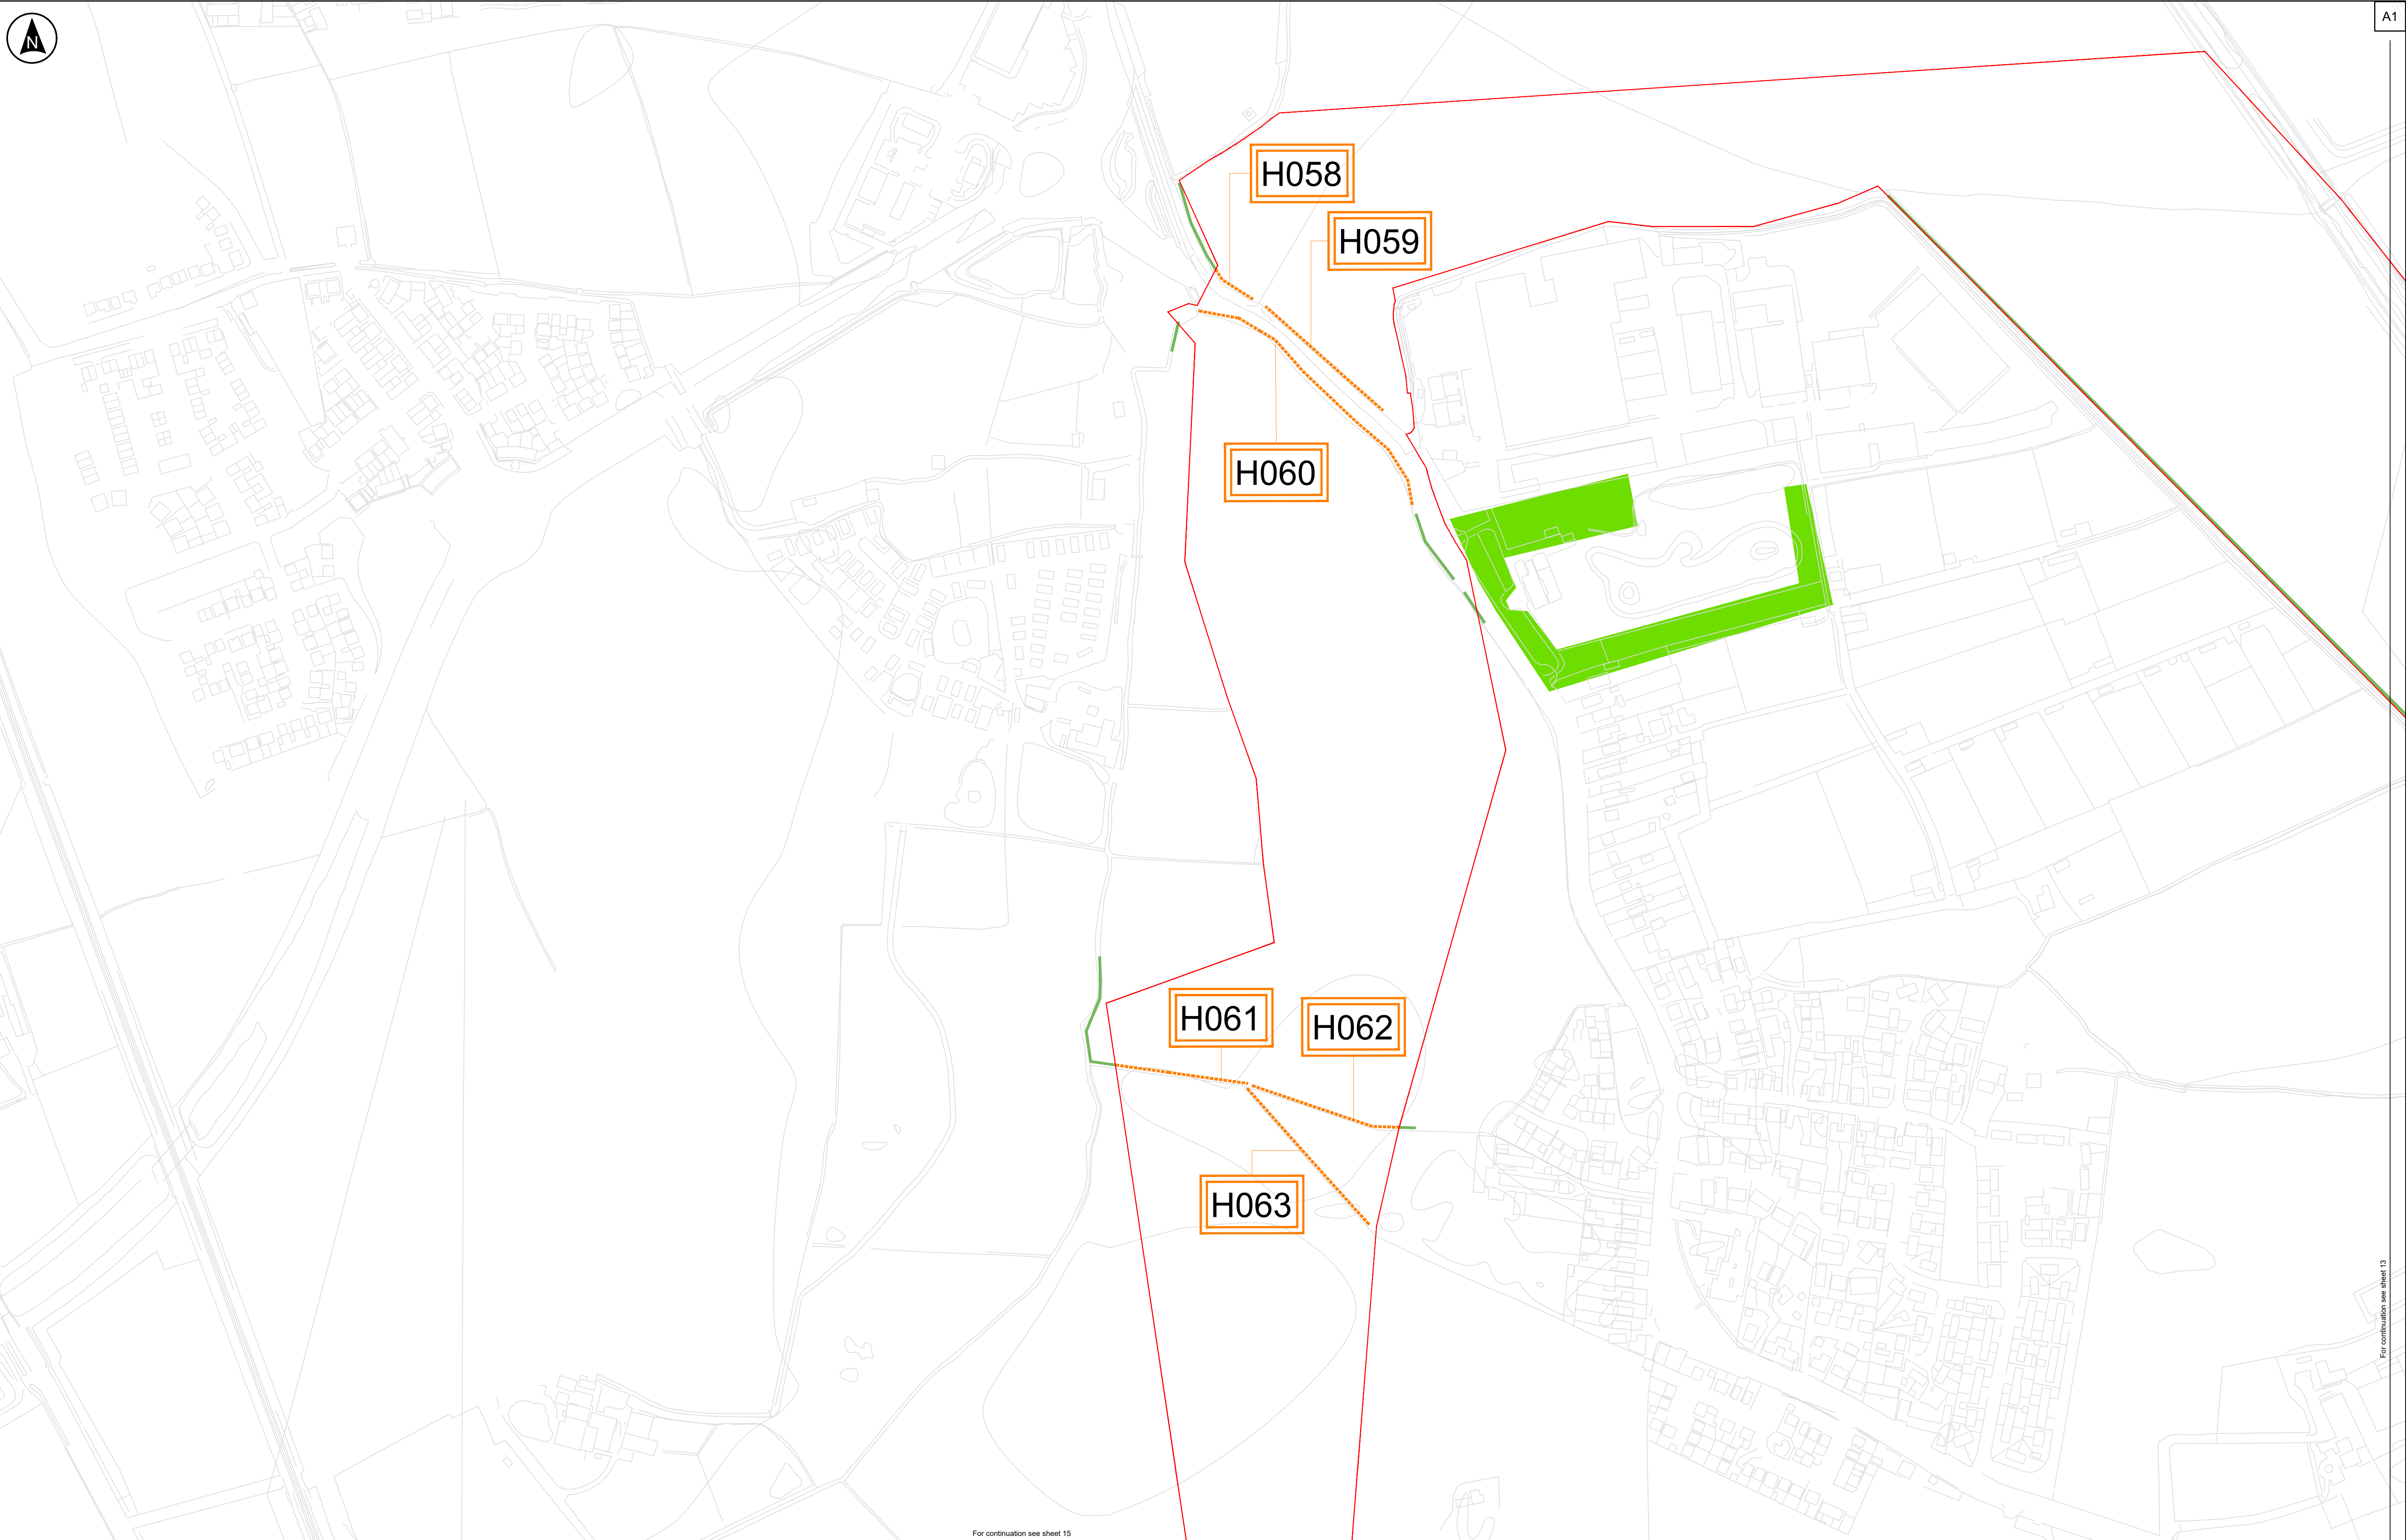 N
A1
H058
H059
H060
H061
H062
H063
For continuation see sheet 13
For continuation see sheet 15